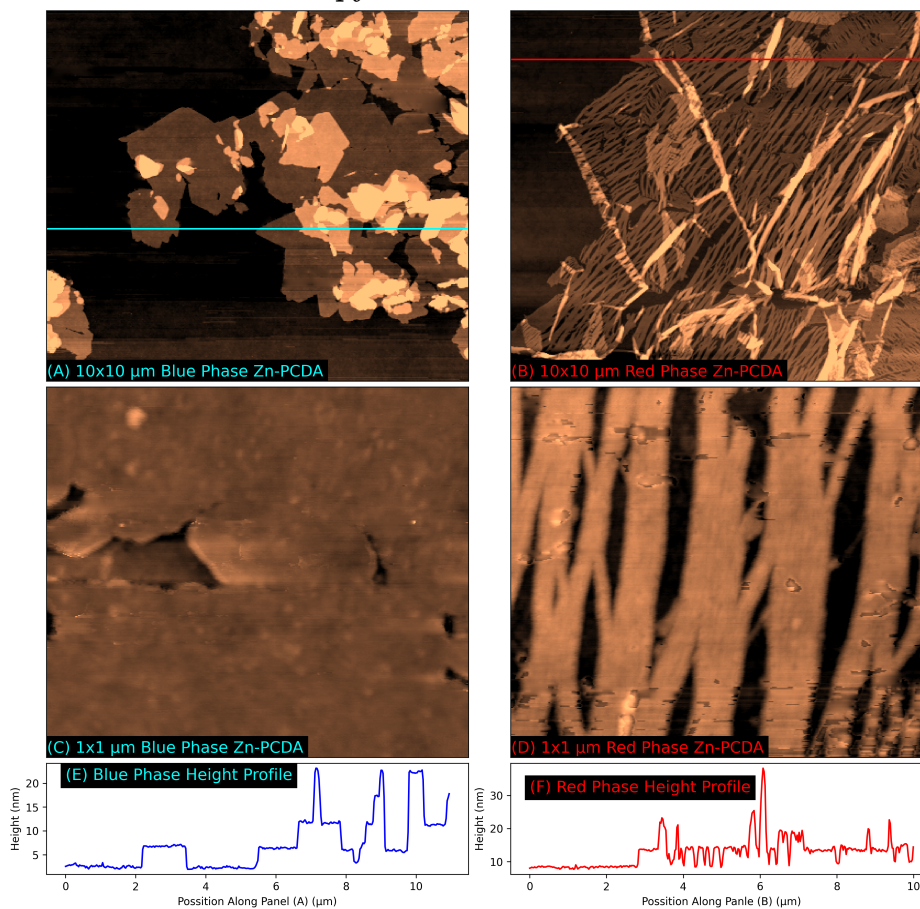 (A) 10x10 μm Blue Phase Zn-PCDA
(B) 10x10 μm Red Phase Zn-PCDA
(C) 1x1 μm Blue Phase Zn-PCDA
(D) 1x1 μm Red Phase Zn-PCDA
(E) Blue Phase Height Profile
Height (nm)
20
15
10
5
0
2
4
6
8
10
Possition Along Panel (A) (μm)
(F) Red Phase Height Profile
Height (nm)
30
20
10
0
2
4
6
8
10
Possition Along Panle (B) (μm)